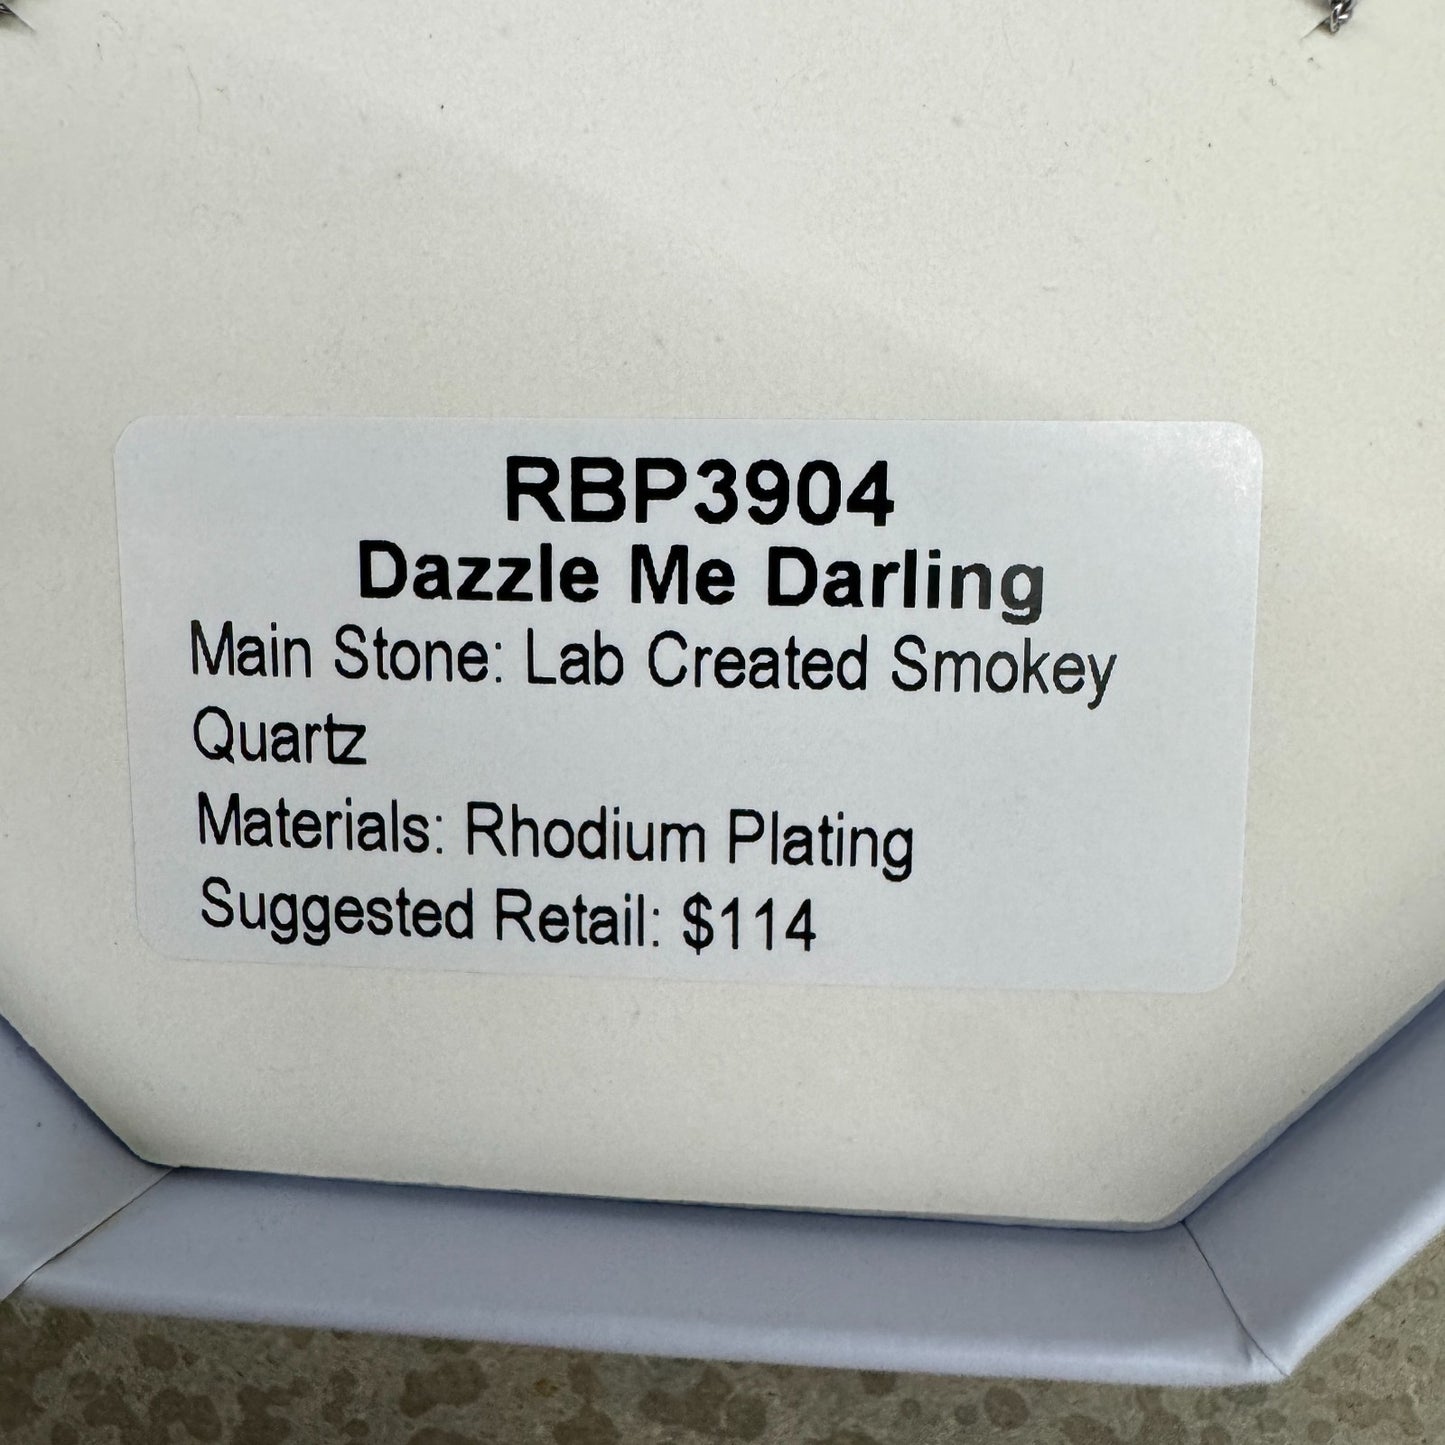 RBP3904
Dazzle Me Darling
Main Stone: Lab Created Smokey
Quartz
Materials: Rhodium Plating
Suggested Retail: $114